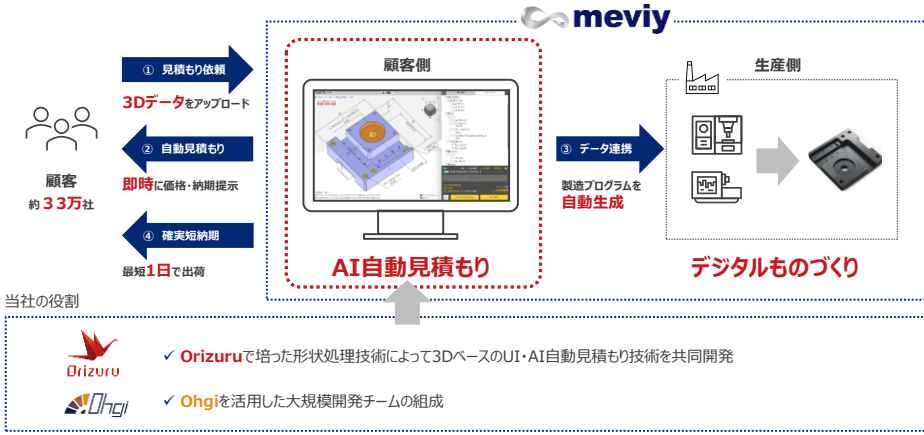 meviy
① 見積もり依頼
3Dデータをアップロード
② 自動見積もり
即時に価格・納期提示
④ 確実短納期
最短1日で出荷
顧客
約33万社
顧客側
AI自動見積もり
③ データ連携
製造プログラムを
自動生成
生産側
デジタルものづくり
当社の役割
Orizuru
✓ Orizuruで培った形状処理技術によって3DベースのUI・AI自動見積もり技術を共同開発
Ohgi
✓ Ohgiを活用した大規模開発チームの組成